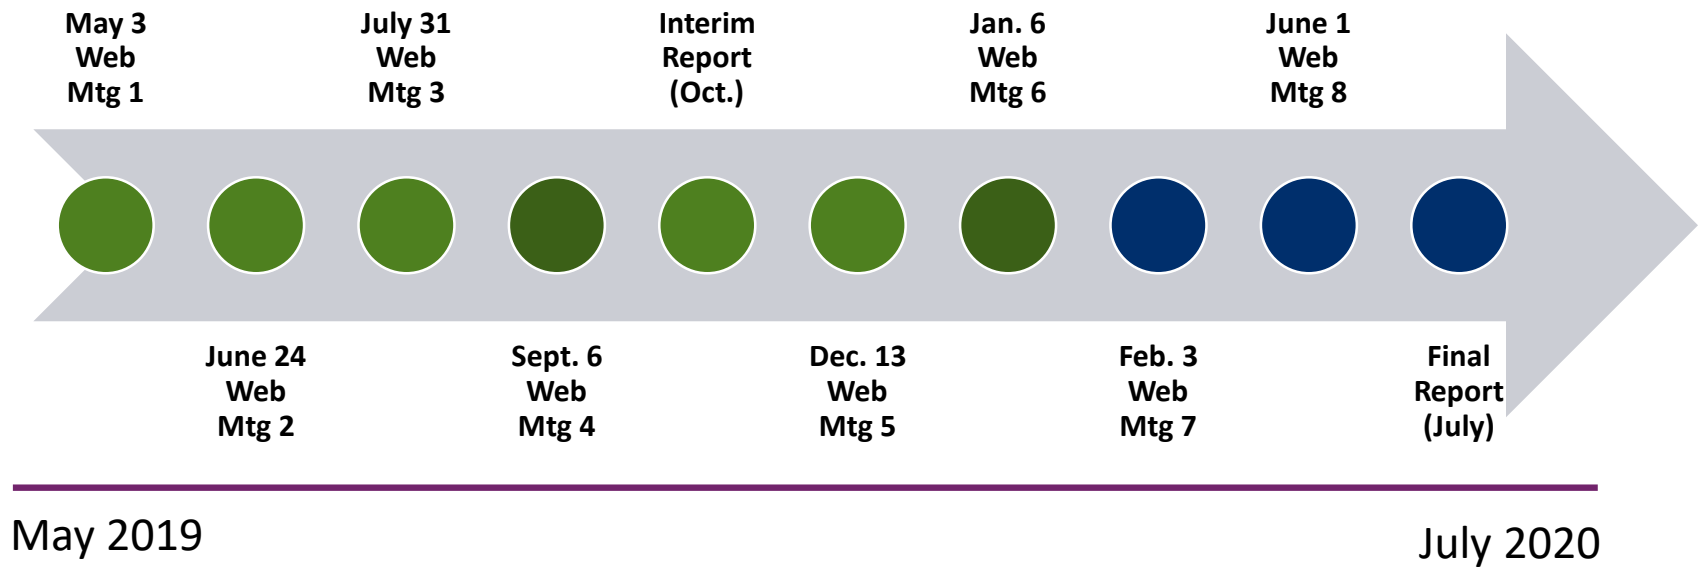 May 3
Web
Mtg 1
July 31
Web
Mtg 3
Interim
Report
(Oct.)
Jan. 6
Web
Mtg 6
June 1
Web
Mtg 8
June 24
Web
Mtg 2
Sept. 6
Web
Mtg 4
Dec. 13
Web
Mtg 5
Feb. 3
Web
Mtg 7
Final
Report
(July)
May 2019
July 2020